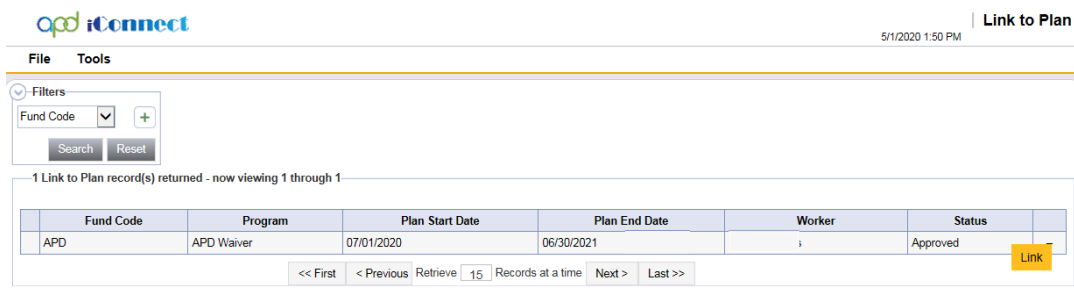 apd iConnect
Link to Plan
5/1/2020 1:50 PM
File Tools
Filters
Fund Code
Search Reset
1 Link to Plan record(s) returned - now viewing 1 through 1
Fund Code Program Plan Start Date Plan End Date Worker Status
APD APD Waiver 07/01/2020 06/30/2021 Approved
Link
<< First < Previous Retrieve 15 Records at a time Next > Last >>